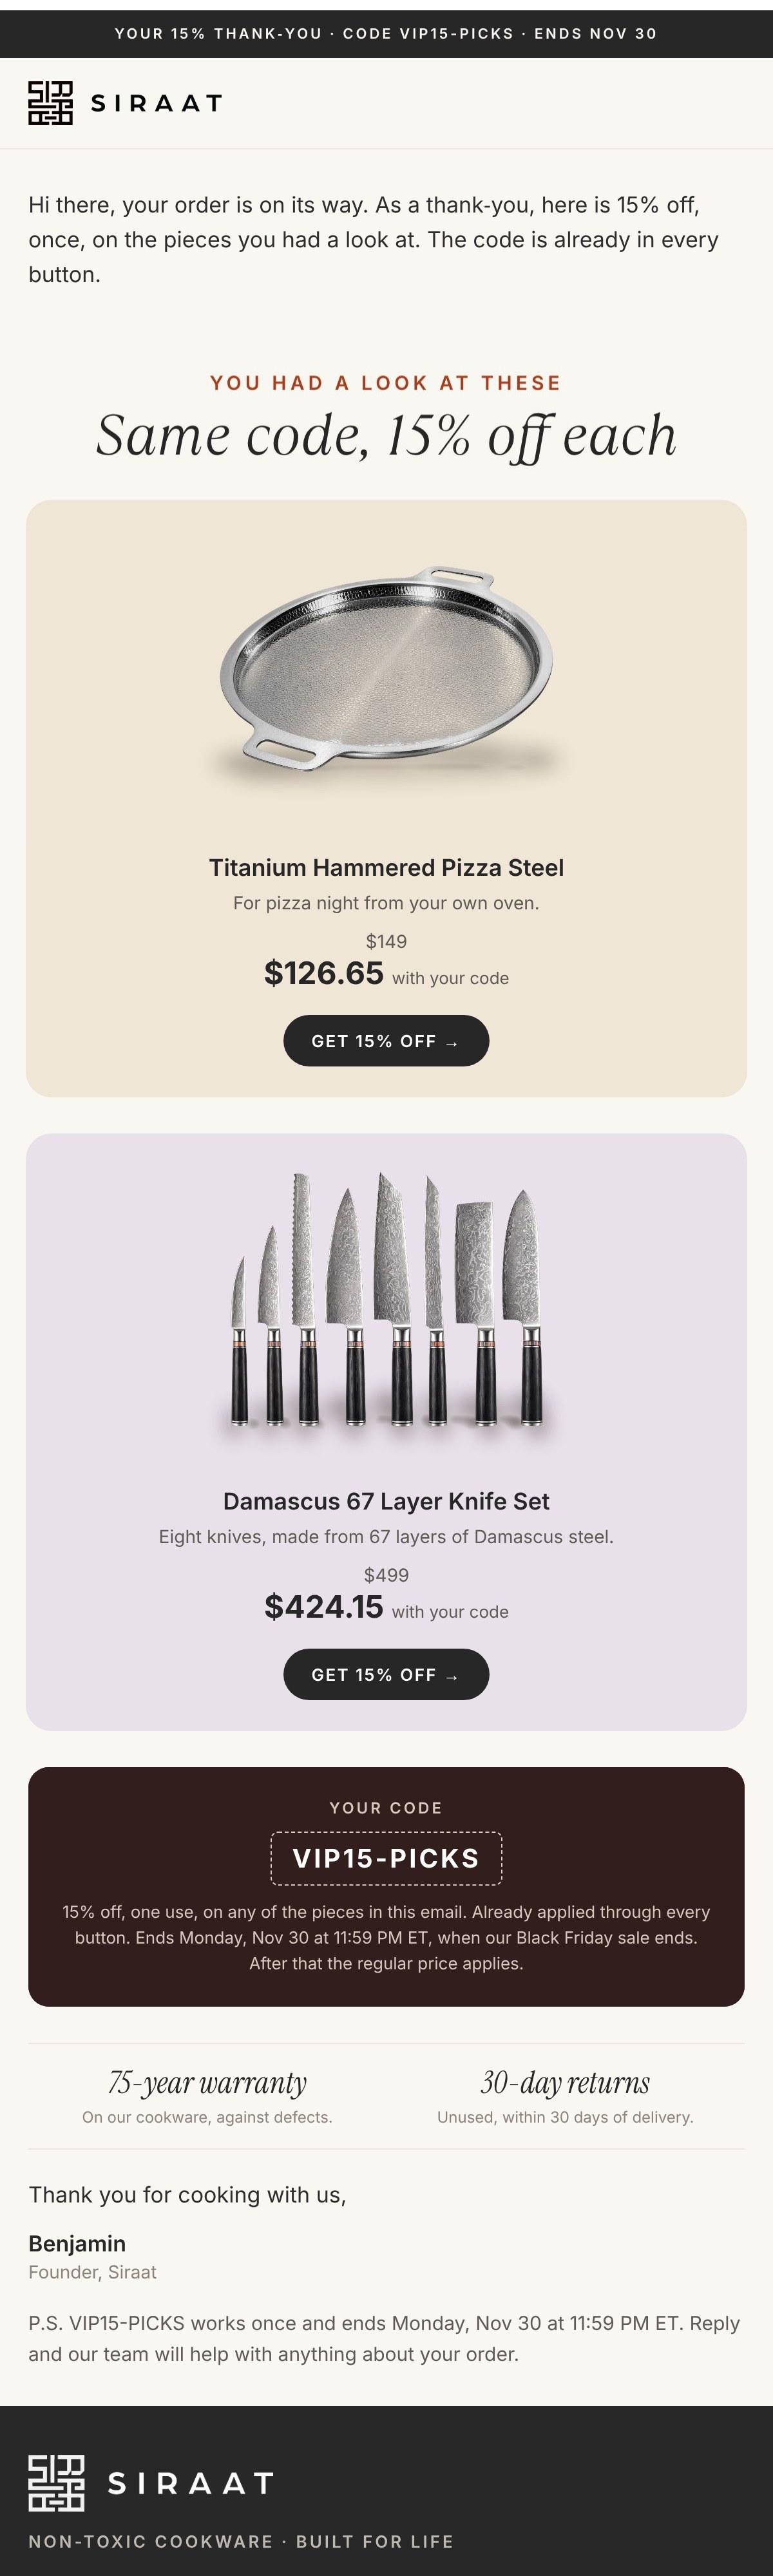 YOUR 15% THANK-YOU · CODE VIP15-PICKS · ENDS NOV 30
SIRAAT
Hi there, your order is on its way. As a thank-you, here is 15% off,
once, on the pieces you had a look at. The code is already in every
button.
YOU HAD A LOOK AT THESE
Same code, 15% off each
Titanium Hammered Pizza Steel
For pizza night from your own oven.
$149
$126.65 with your code
GET 15% OFF →
Damascus 67 Layer Knife Set
Eight knives, made from 67 layers of Damascus steel.
$499
$424.15 with your code
GET 15% OFF →
YOUR CODE
VIP15-PICKS
15% off, one use, on any of the pieces in this email. Already applied through every
button. Ends Monday, Nov 30 at 11:59 PM ET, when our Black Friday sale ends.
After that the regular price applies.
75-year warranty
On our cookware, against defects.
30-day returns
Unused, within 30 days of delivery.
Thank you for cooking with us,
Benjamin
Founder, Siraat
P.S. VIP15-PICKS works once and ends Monday, Nov 30 at 11:59 PM ET. Reply
and our team will help with anything about your order.
SIRAAT
NON-TOXIC COOKWARE · BUILT FOR LIFE